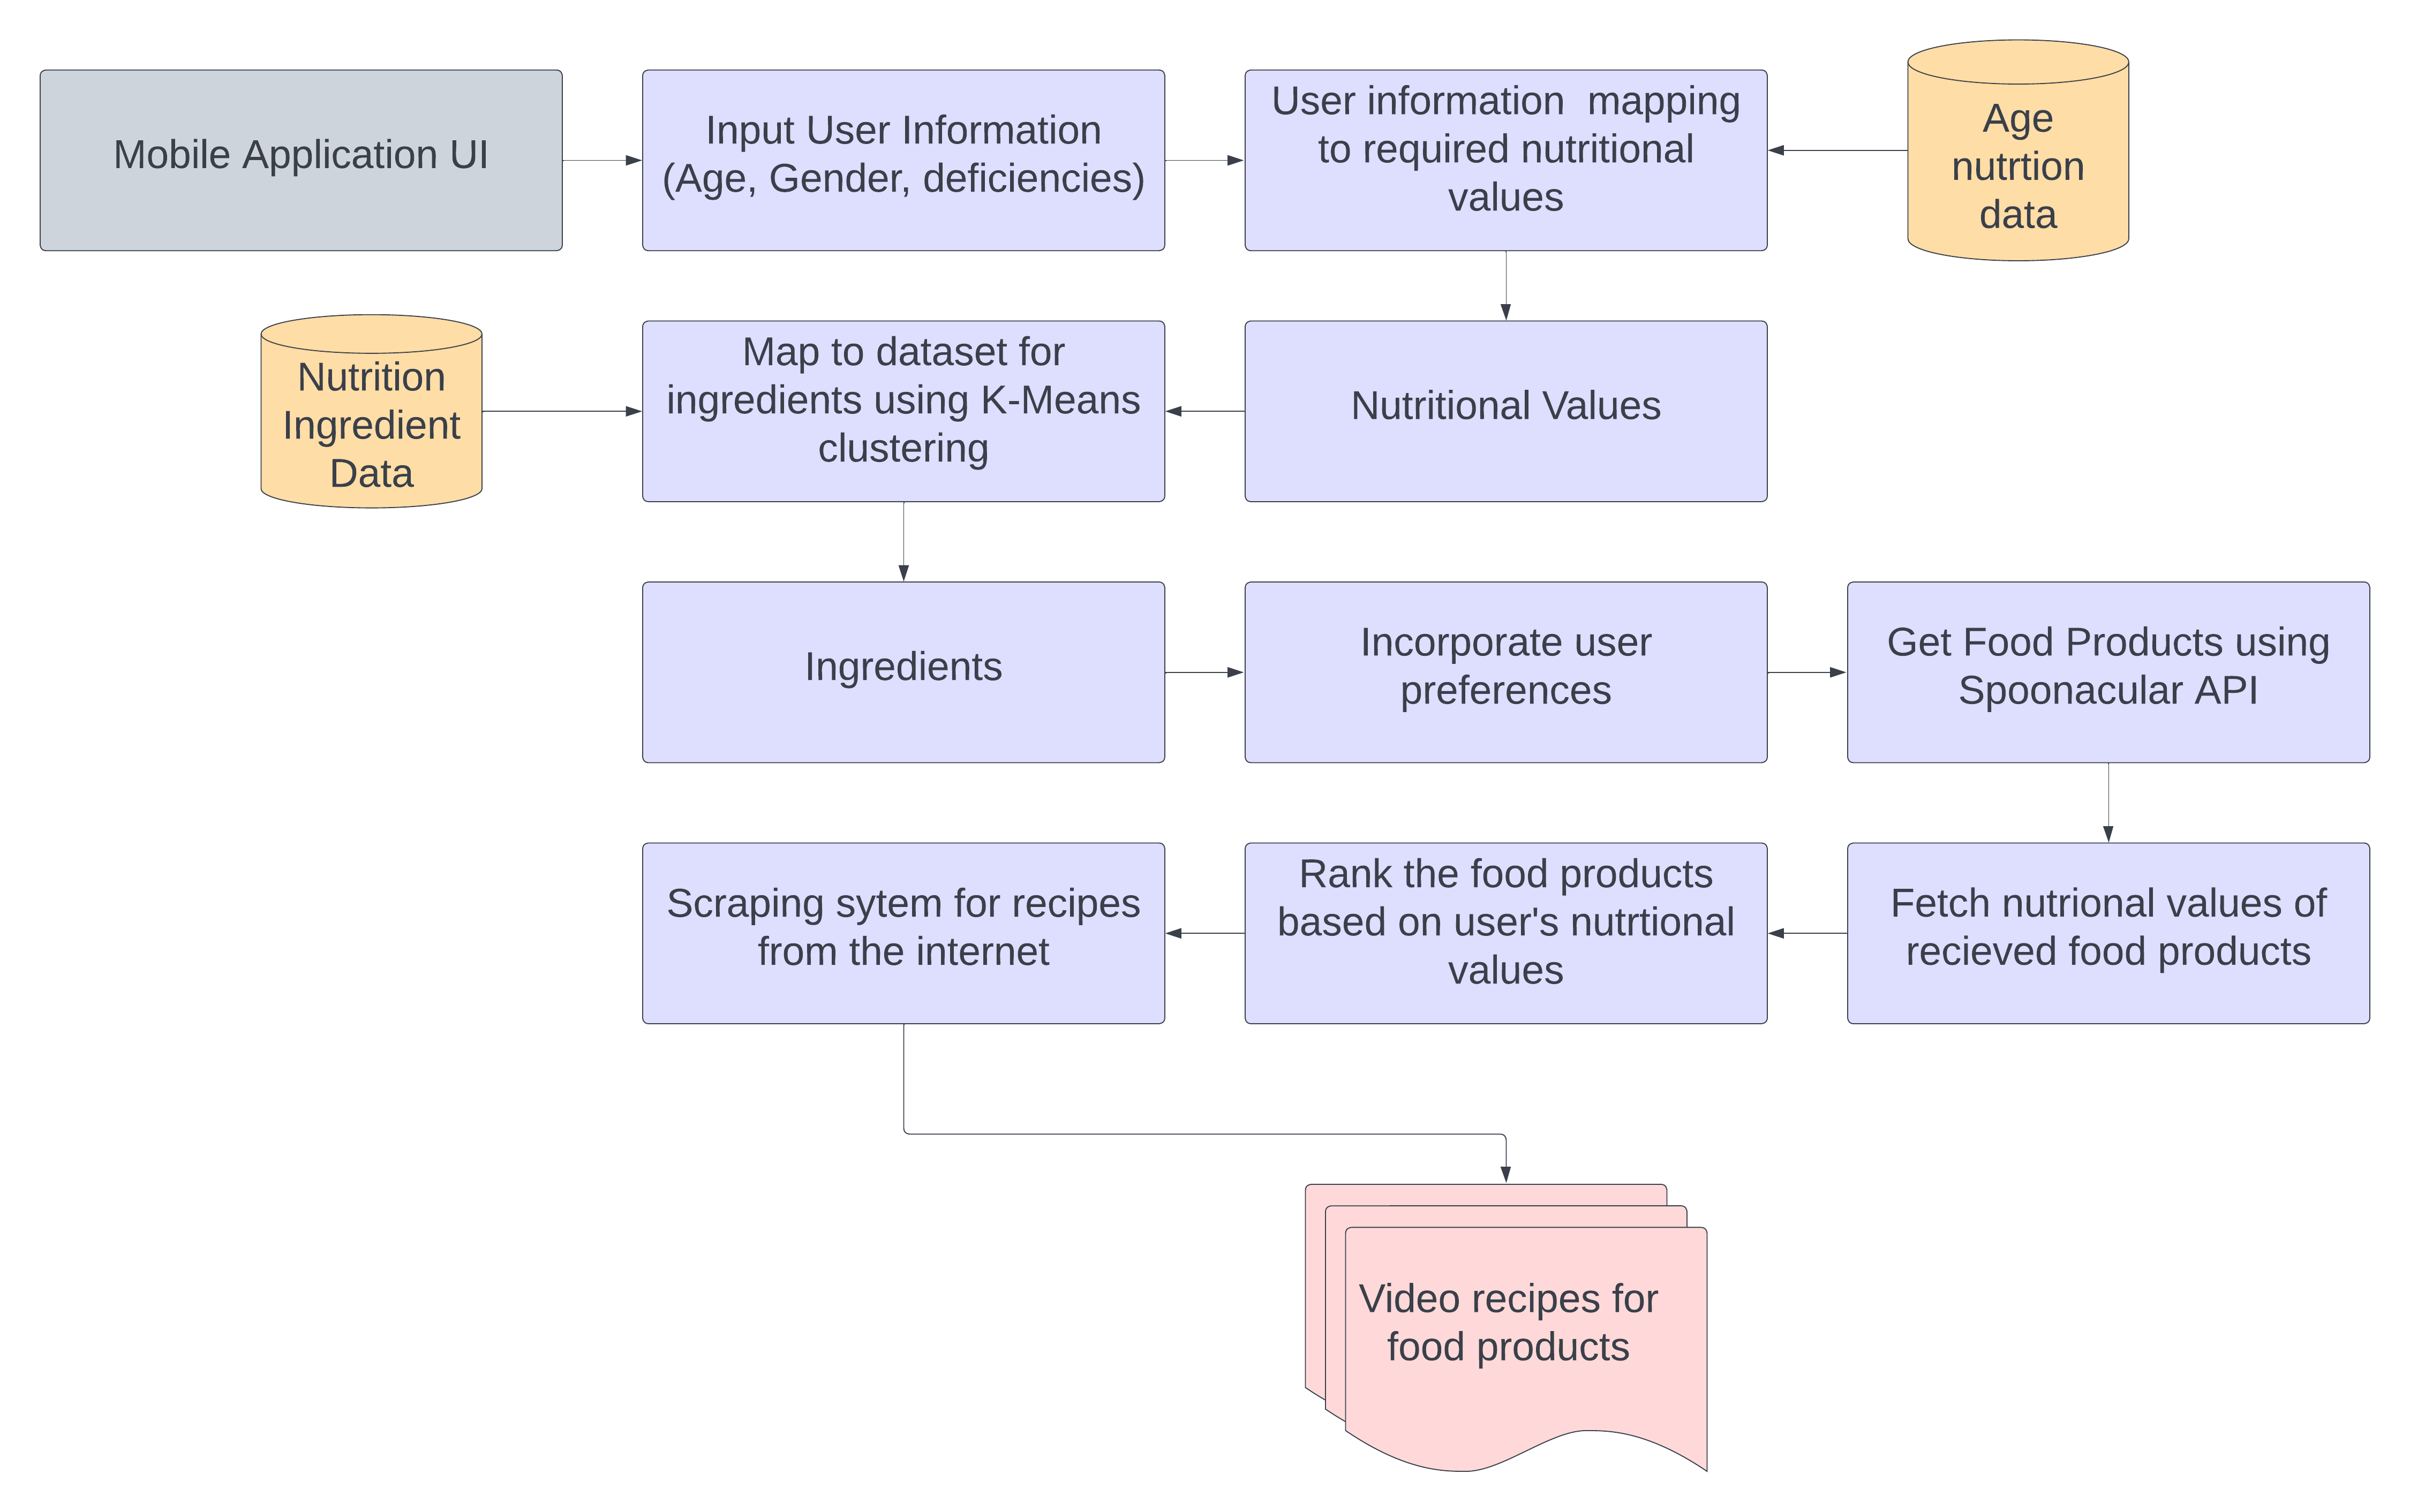 Mobile Application UI
Input User Information
(Age, Gender, deficiencies)
User information  mapping
to required nutritional
values
Age
nutrtion
data
Nutrition
Ingredient
Data
Map to dataset for
ingredients using K-Means
clustering
Nutritional Values
Ingredients
Incorporate user
preferences
Get Food Products using
Spoonacular API
Scraping sytem for recipes
from the internet
Rank the food products
based on user's nutrtional
values
Fetch nutrional values of
recieved food products
Video recipes for
food products